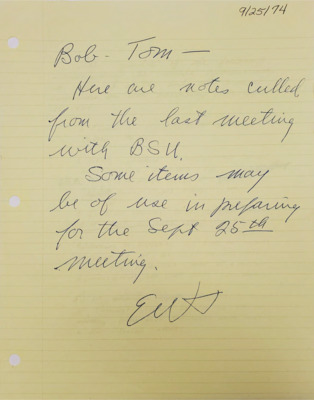 9/25/74
Bob - Tom —
Here are notes culled
from the last meeting
with BSU.
Some items may
be of use in preparing
for the Sept 25th
meeting.